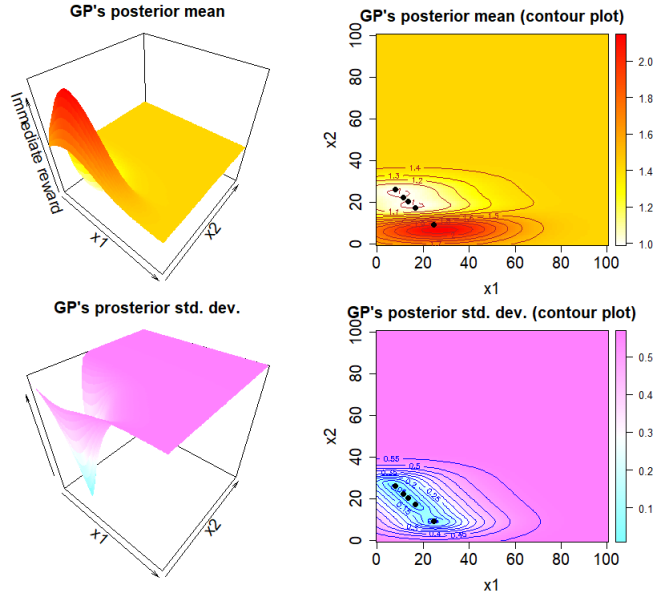 GP's posterior mean
GP's posterior mean (contour plot)
Immediate reward
x1
x2
x2
100
80
60
40
20
0
0 20 40 60 80 100
x1
2.0
1.8
1.6
1.4
1.2
1.0
1.4
1.3
1.2
1.1
GP's prosterior std. dev.
GP's posterior std. dev. (contour plot)
x1
x2
x2
100
80
60
40
20
0
0 20 40 60 80 100
x1
0.5
0.4
0.3
0.2
0.1
0.55
0.5
0.25